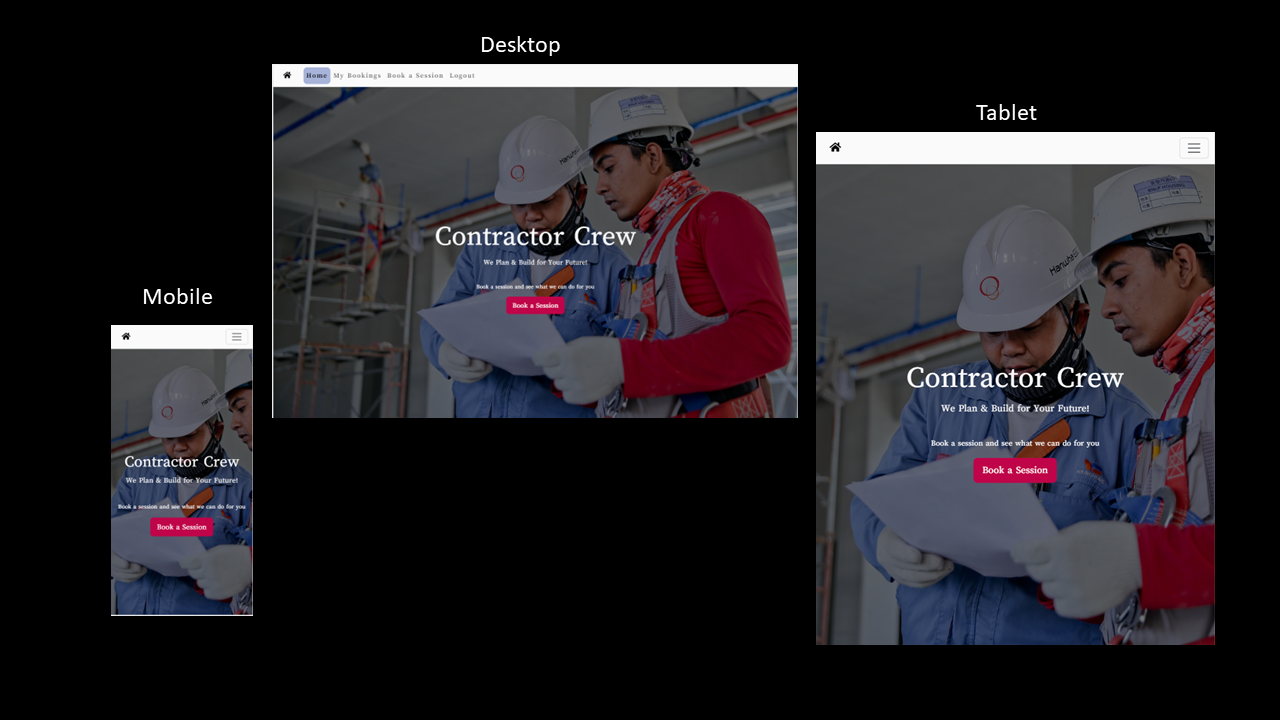 Desktop
Home My Bookings Book a Session Logout
Contractor Crew
We Plan & Build for Your Future!
Book a session and see what we can do for you
Book a Session
Tablet
Contractor Crew
We Plan & Build for Your Future!
Book a session and see what we can do for you
Book a Session
Mobile
Contractor Crew
We Plan & Build for Your Future!
Book a session and see what we can do for you
Book a Session